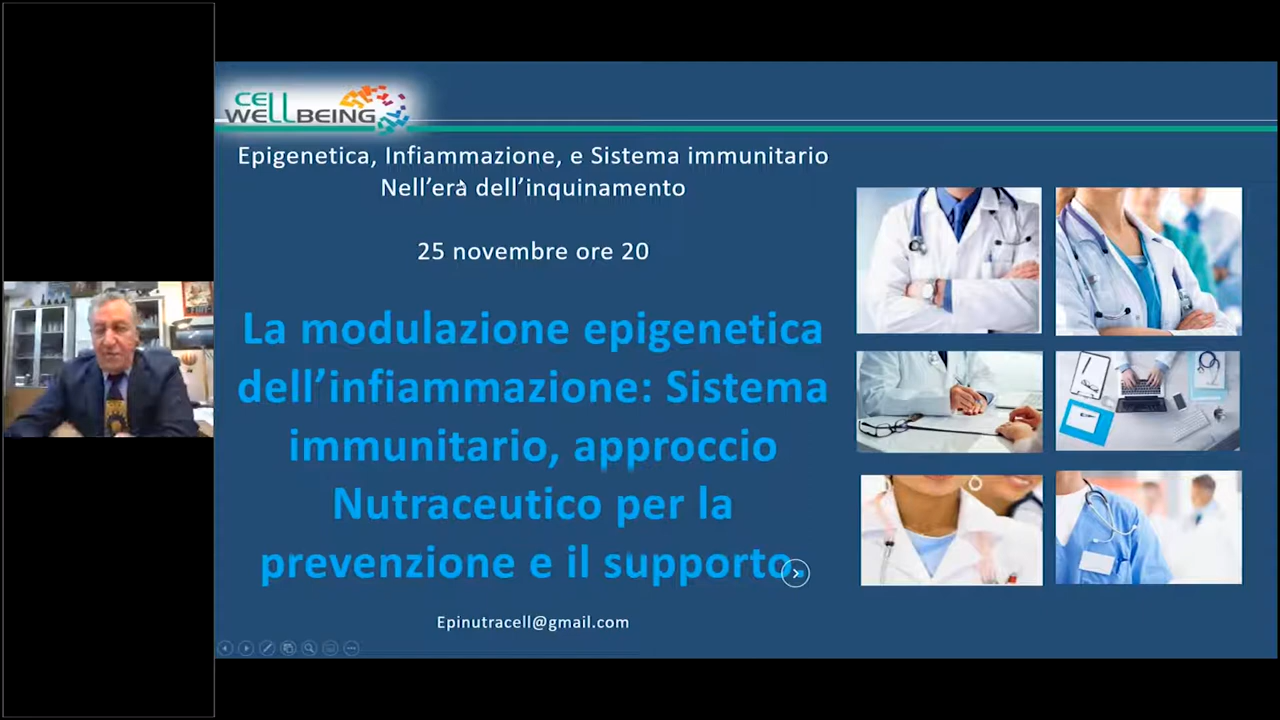 CELL
WELLBEING
Epigenetica, Infiammazione, e Sistema immunitario
Nell'erà dell'inquinamento
25 novembre ore 20
La modulazione epigenetica
dell'infiammazione: Sistema
immunitario, approccio
Nutraceutico per la
prevenzione e il supporto
Epinutracell@gmail.com